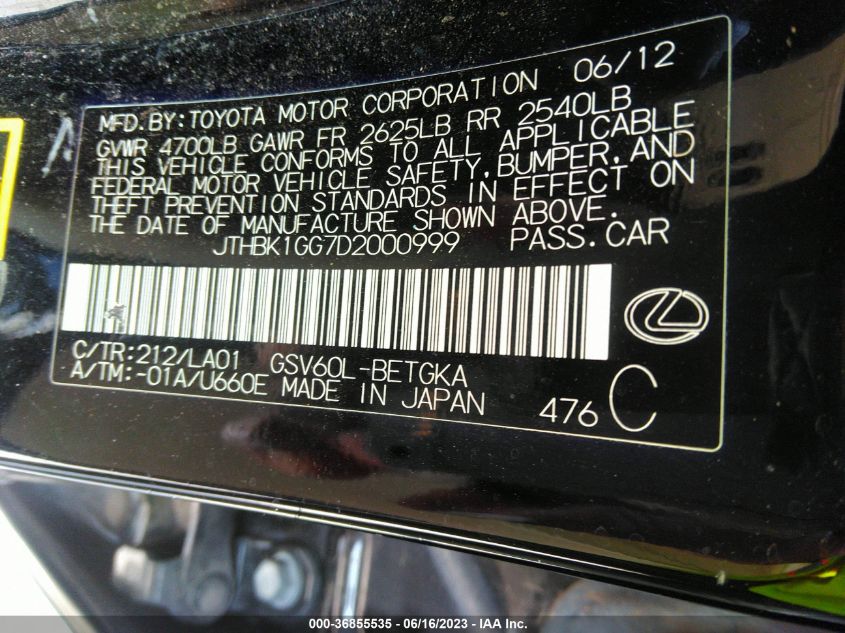 MFD.BY:TOYOTA MOTOR CORPORATION 06/12
GVWR 4700LB GAWR FR 2625LB RR 2540LB
THIS VEHICLE CONFORMS TO ALL APPLICABLE
FEDERAL MOTOR VEHICLE SAFETY,BUMPER,AND
THEFT PREVENTION STANDARDS IN EFFECT ON
THE DATE OF MANUFACTURE SHOWN ABOVE.
JTHBK1GG7D2000999 PASS.CAR
C/TR:212/LA01 GSV60L-BETGKA
A/TM:-01A/U660E MADE IN JAPAN
476 C
000-36855535 - 06/16/2023 - IAA Inc.